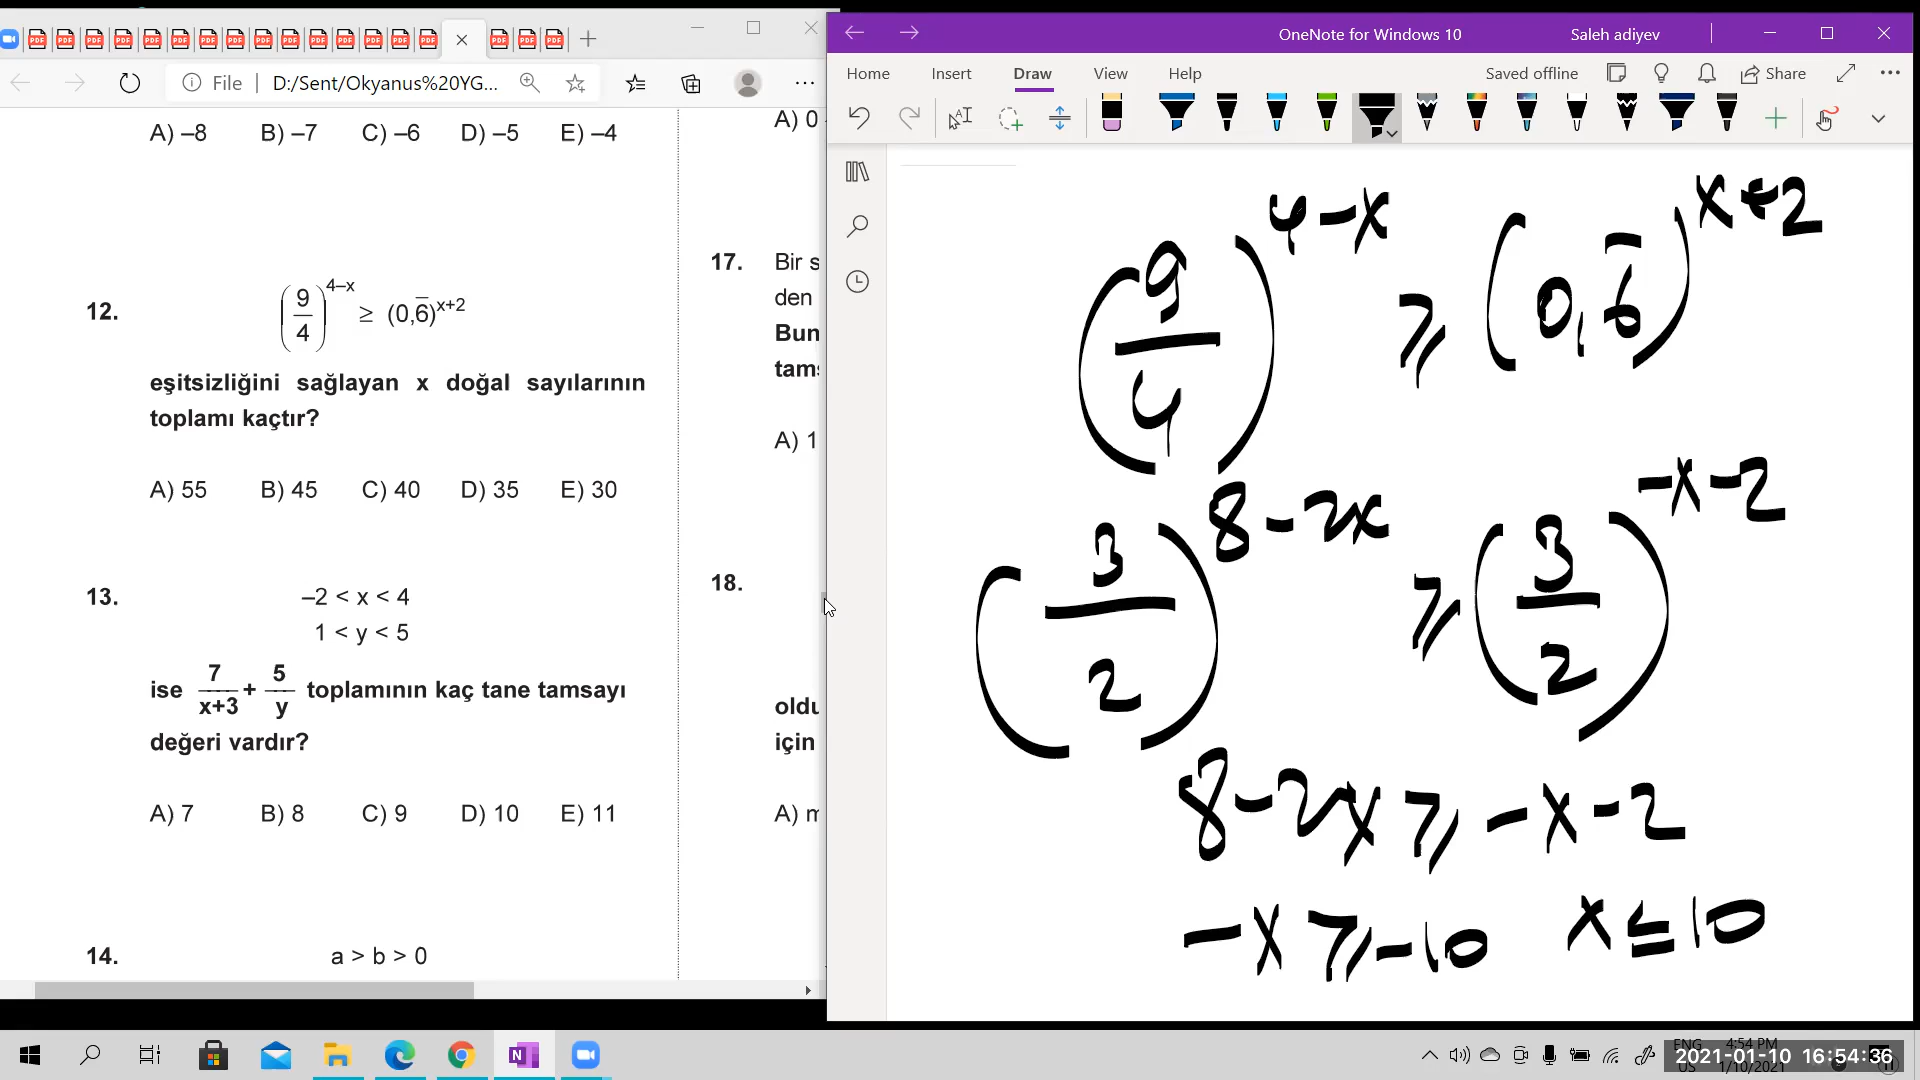 File | D:/Sent/Okyanus%20YG...
A) –8 B) –7 C) –6 D) –5 E) –4
12. (9/4)^4–x ≥ (0,6̅)^x+2
eşitsizliğini sağlayan x doğal sayılarının
toplamı kaçtır?
A) 55 B) 45 C) 40 D) 35 E) 30
13. –2 < x < 4
1 < y < 5
ise 7/x+3 + 5/y toplamının kaç tane tamsayı
değeri vardır?
A) 7 B) 8 C) 9 D) 10 E) 11
14. a > b > 0
A) 0
17. Bir s
den
Bun
tams
A) 1
18.
oldu
için
A) m
OneNote for Windows 10 Saleh adiyev
Home Insert Draw View Help Saved offline Share
(9/4)^4-x ≥ (0,6̅)^x+2
(3/2)^8-2x ≥ (3/2)^-x-2
8-2x ≥ -x-2
-x ≥ -10 x ≤ 10
ENG 4:54 PM
US 1/10/2021
2021-01-10 16:54:36